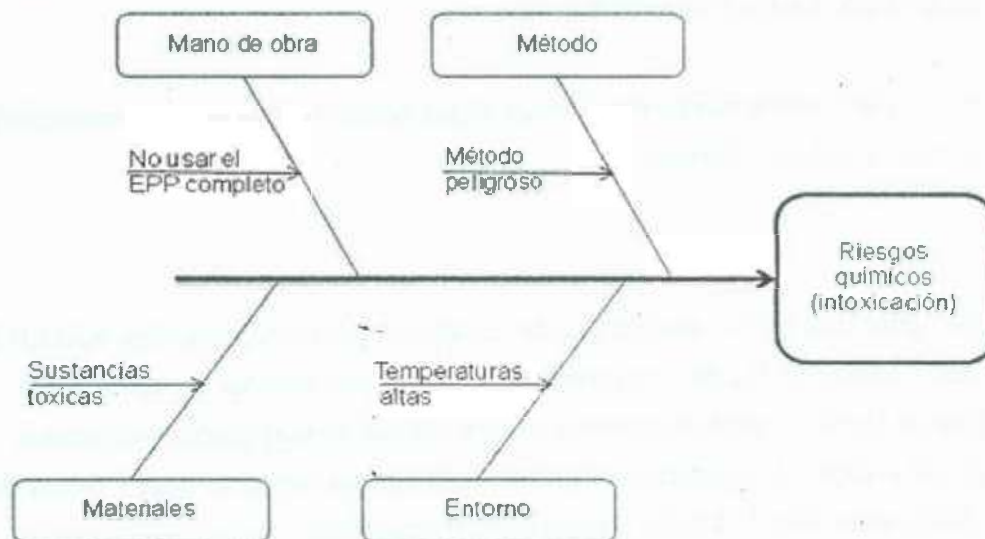 Mano de obra
Método
No usar el
EPP completo
Método
peligroso
Riesgos
químicos
(intoxicación)
Sustancias
toxicas
Temperaturas
altas
Materiales
Entorno